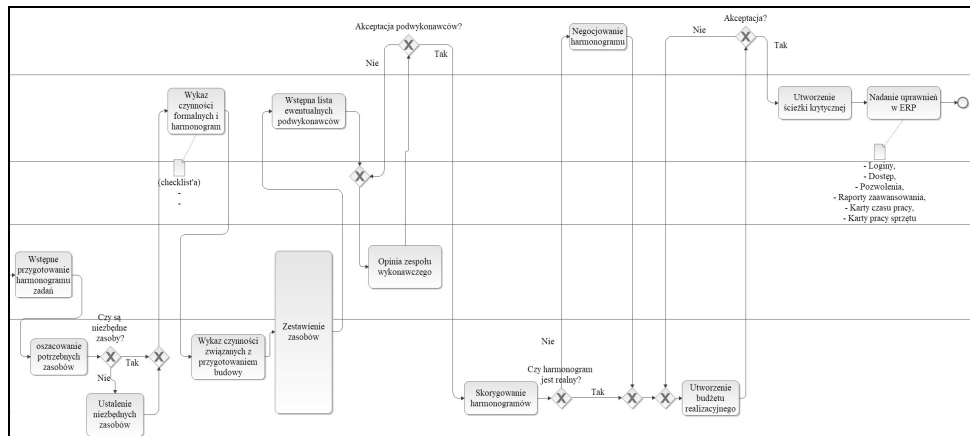 Akceptacja podwykonawców?
Nie
Tak
Negocjowanie
harmonogramu
Akceptacja?
Nie
Tak
Wykaz
czynności
formalnych i
harmonogram
(checklist'a)
-
-
Wstępna lista
ewentualnych
podwykonawców
Utworzenie
ścieżki krytycznej
Nadanie uprawnień
w ERP
- Loginy,
- Dostęp,
- Pozwolenia,
- Raporty zaawansowania,
- Karty czasu pracy,
- Karty pracy sprzętu
Wstępne
przygotowanie
harmonogramu
zadań
Opinia zespołu
wykonawczego
Czy są
niezbędne
zasoby?
oszacowanie
potrzebnych
zasobów
Tak
Nie
Ustalenie
niezbędnych
zasobów
Wykaz czynności
związanych z
przygotowaniem
budowy
Zestawienie
zasobów
Skorygowanie
harmonogramów
Nie
Czy harmonogram
jest realny?
Tak
Utworzenie
budżetu
realizacyjnego